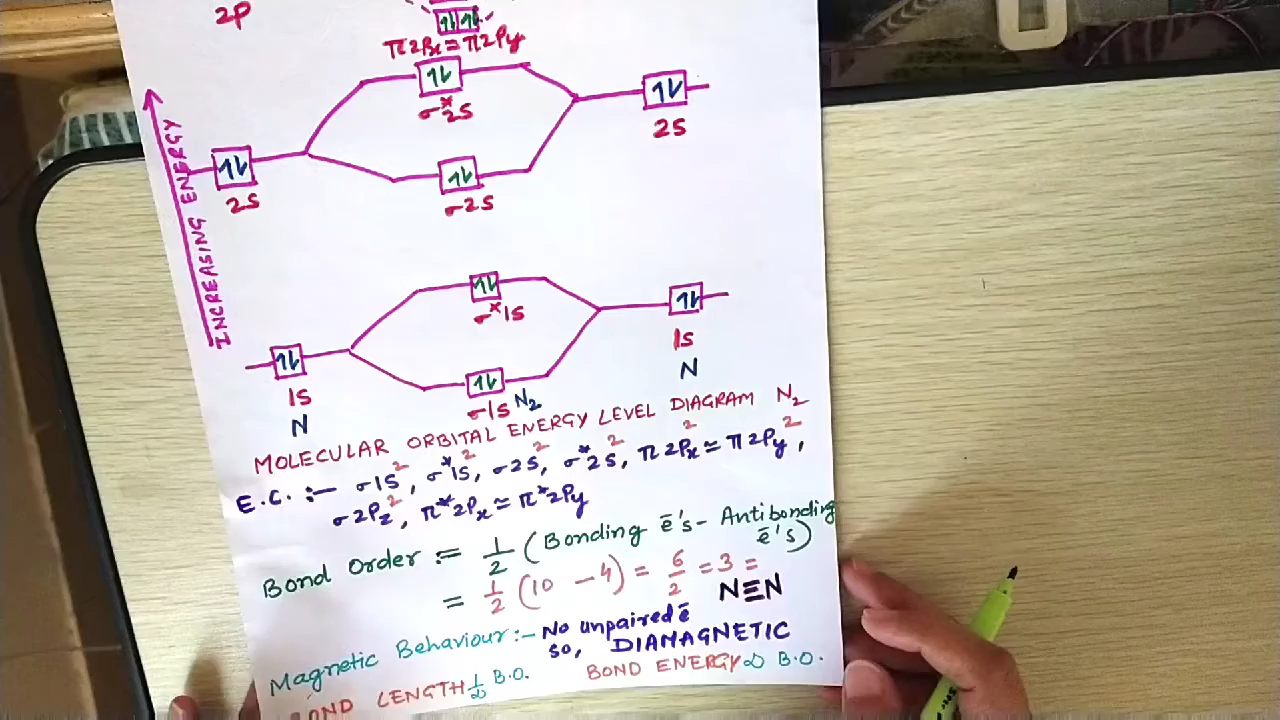 2P
π2Px=π2Py
σ*2S
2S
2S
σ2S
INCREASING ENERGY
σ*1S
1S
N
1S
N
σ1S N2
MOLECULAR ORBITAL ENERGY LEVEL DIAGRAM N2
E.C. :- σ1S², σ*1S², σ2S², σ*2S², π2Px² ≃ π2Py²,
σ2Pz², π*2Px ≃ π*2Py
Bond Order := 1/2 (Bonding ē's - Antibonding ē's)
= 1/2 (10 - 4) = 6/2 = 3 =
N≡N
Magnetic Behaviour :- No unpaired ē
so, DIAMAGNETIC
BOND LENGTH 1/∝ B.O. BOND ENERGY ∝ B.O.